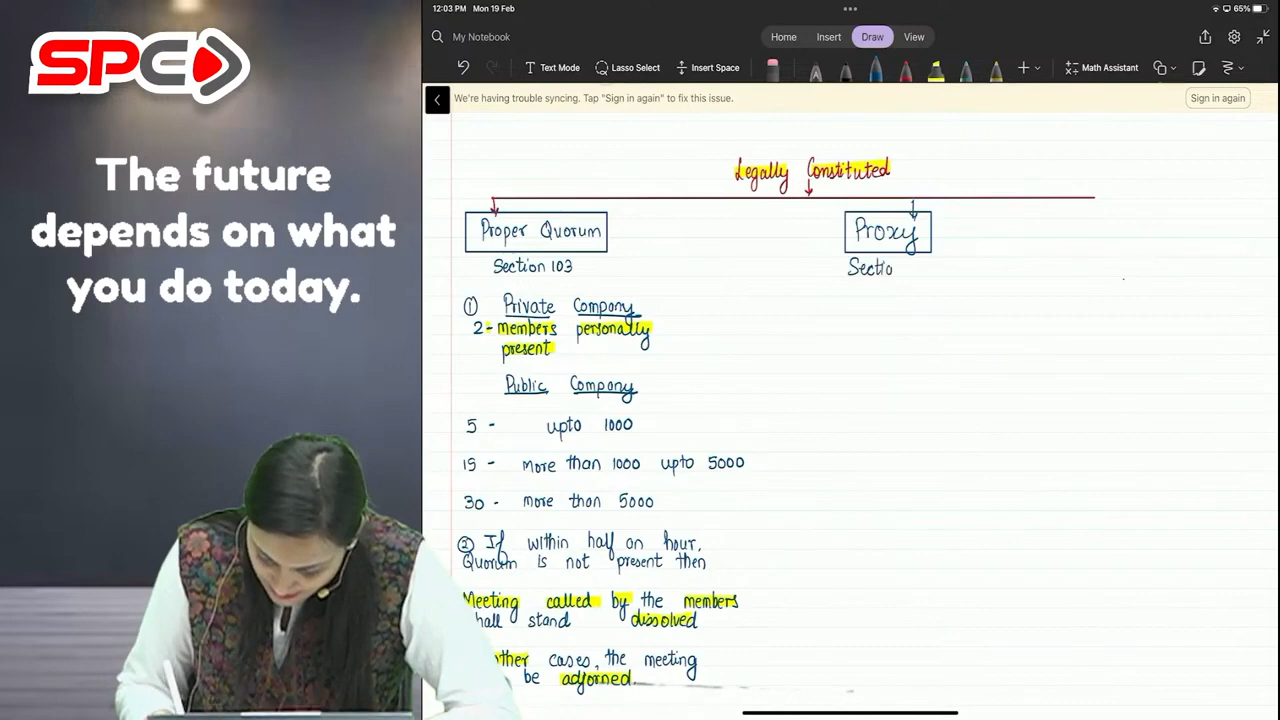 SPE
The future
depends on what
you do today.
12:03 PM Mon 19 Feb
65%
My Notebook
Home Insert Draw View
Text Mode Lasso Select Insert Space Math Assistant
We're having trouble syncing. Tap "Sign in again" to fix this issue. Sign in again
Legally Constituted
Proper Quorum
Section 103
Proxy
Sectio
① Private Company
2- members personally
present
Public Company
5 - upto 1000
15 - more than 1000 upto 5000
30 - more than 5000
② If within half an hour,
Quorum is not present then
Meeting called by the members
hall stand dissolved
ther cases, the meeting
be adjorned.